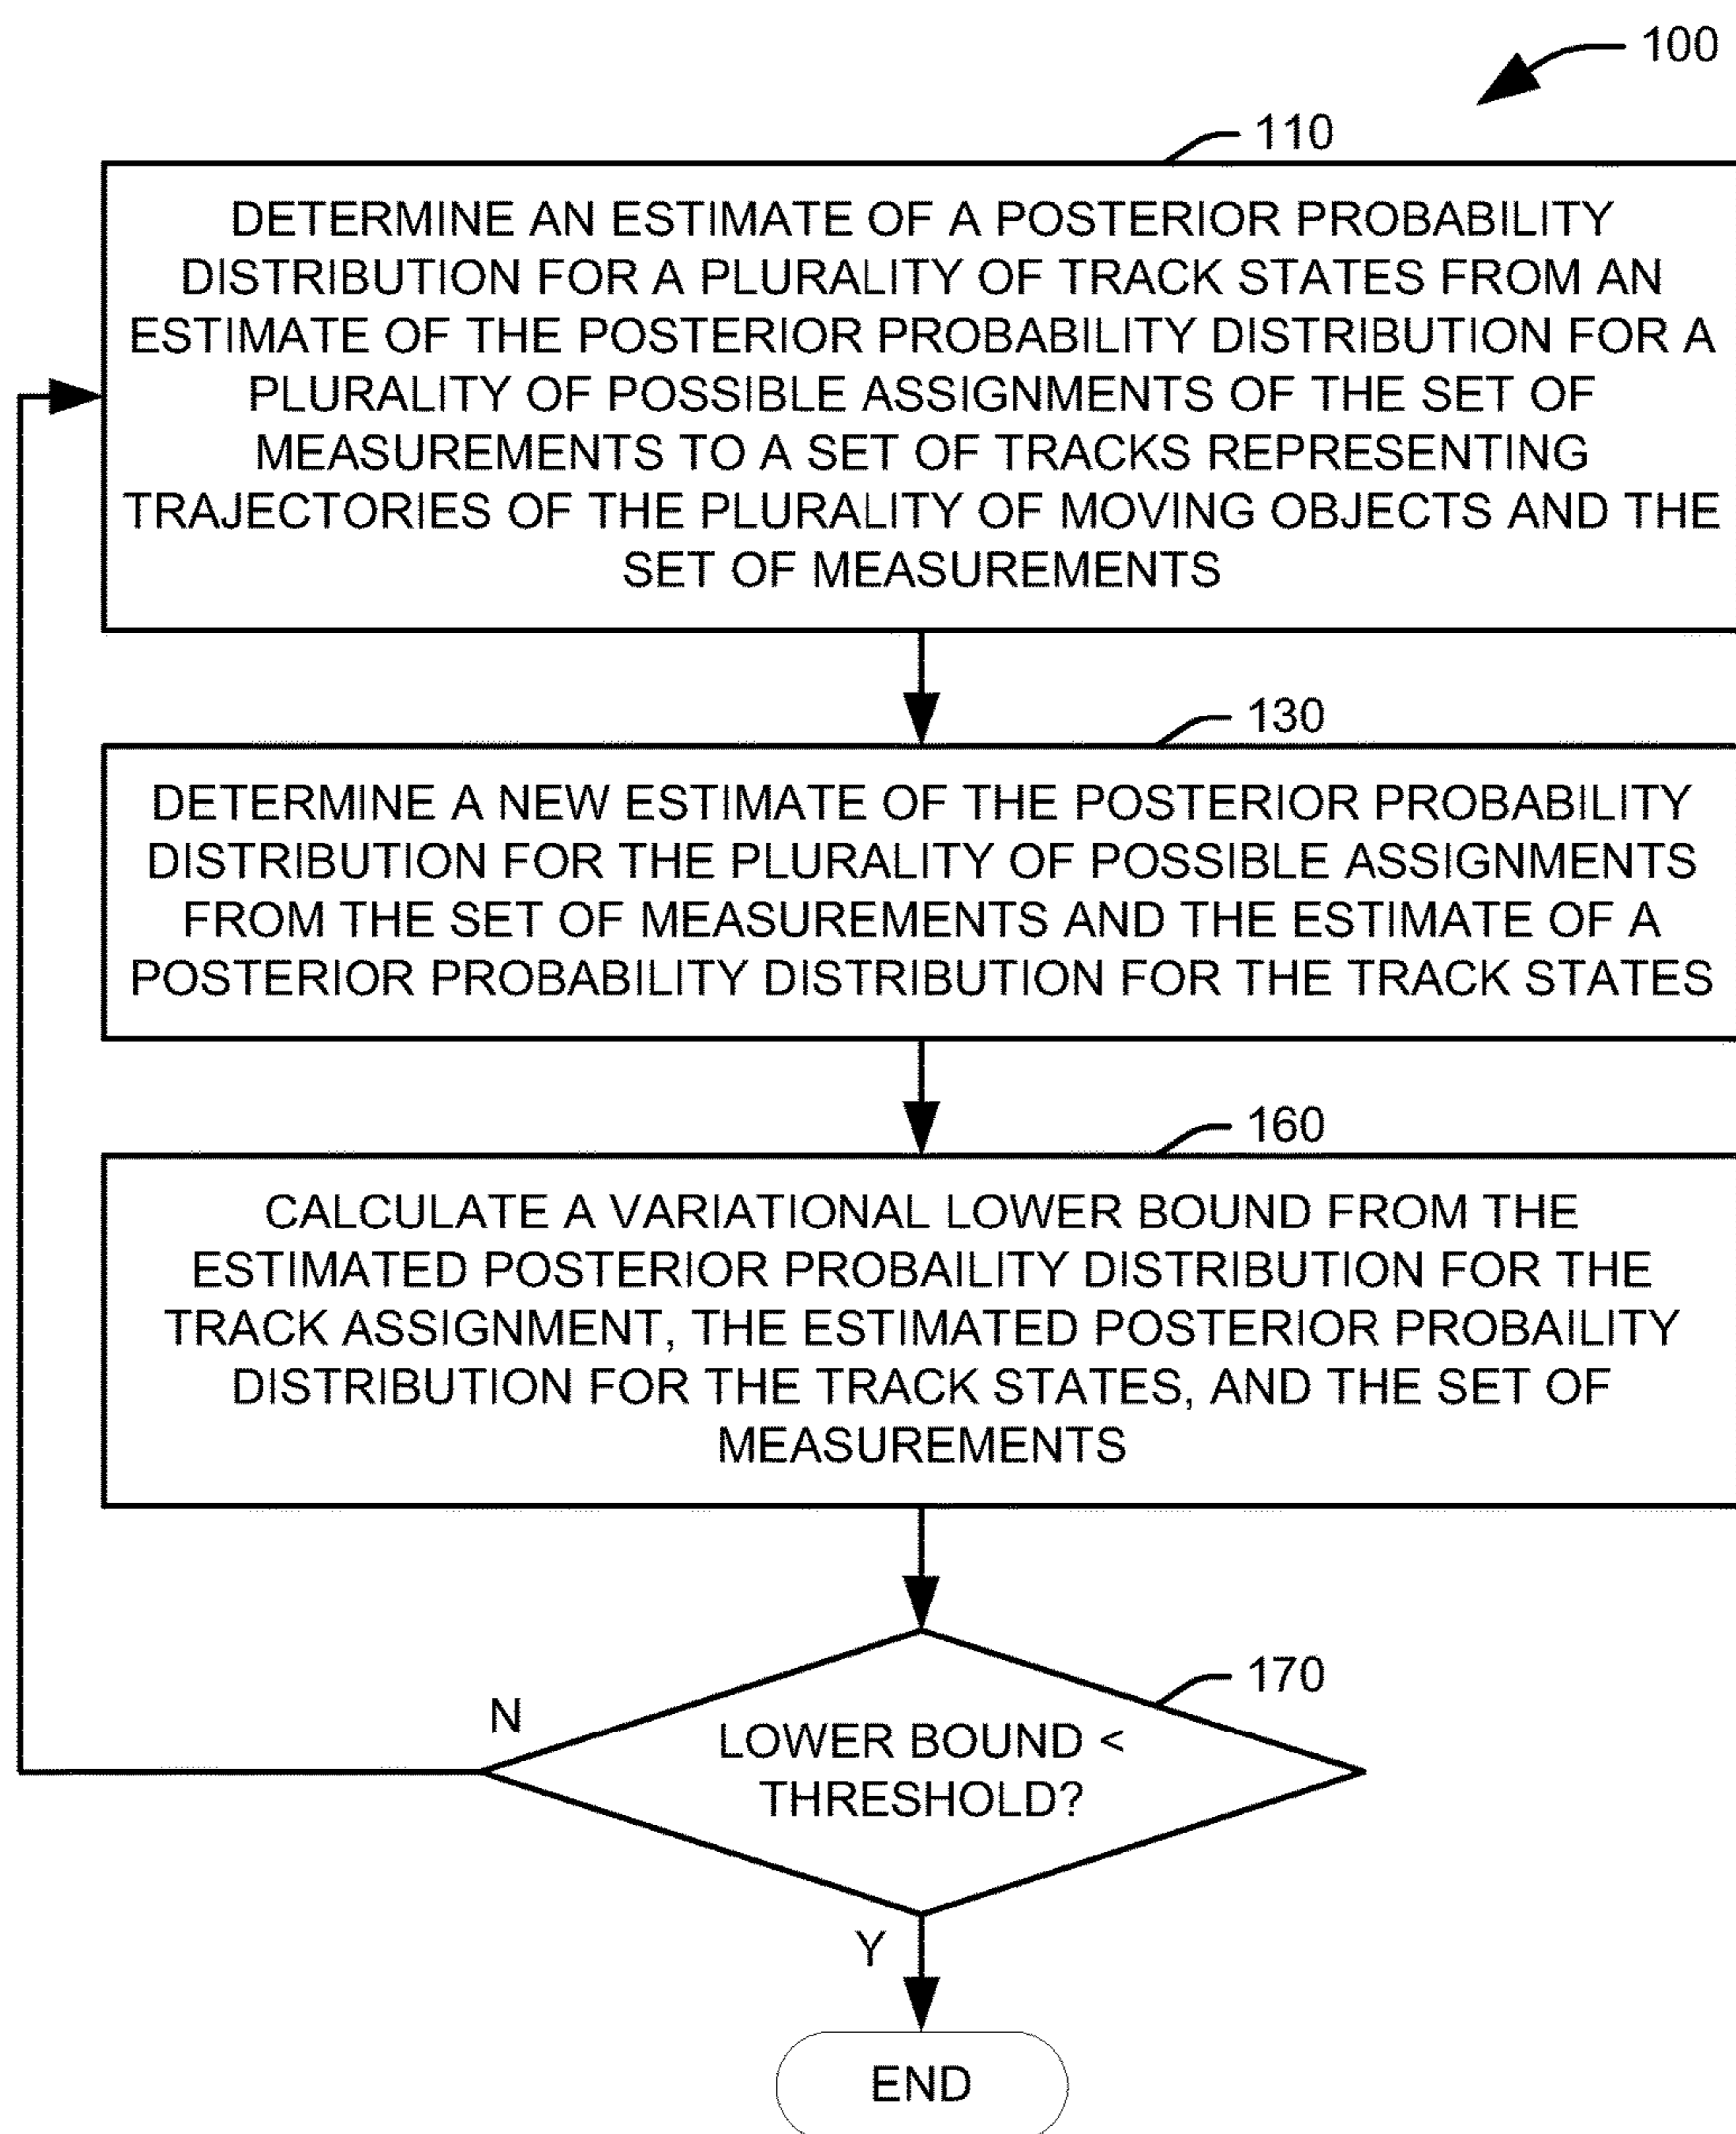 100
110
DETERMINE AN ESTIMATE OF A POSTERIOR PROBABILITY
DISTRIBUTION FOR A PLURALITY OF TRACK STATES FROM AN
ESTIMATE OF THE POSTERIOR PROBABILITY DISTRIBUTION FOR A
PLURALITY OF POSSIBLE ASSIGNMENTS OF THE SET OF
MEASUREMENTS TO A SET OF TRACKS REPRESENTING
TRAJECTORIES OF THE PLURALITY OF MOVING OBJECTS AND THE
SET OF MEASUREMENTS
130
DETERMINE A NEW ESTIMATE OF THE POSTERIOR PROBABILITY
DISTRIBUTION FOR THE PLURALITY OF POSSIBLE ASSIGNMENTS
FROM THE SET OF MEASUREMENTS AND THE ESTIMATE OF A
POSTERIOR PROBABILITY DISTRIBUTION FOR THE TRACK STATES
160
CALCULATE A VARIATIONAL LOWER BOUND FROM THE
ESTIMATED POSTERIOR PROBAILITY DISTRIBUTION FOR THE
TRACK ASSIGNMENT, THE ESTIMATED POSTERIOR PROBAILITY
DISTRIBUTION FOR THE TRACK STATES, AND THE SET OF
MEASUREMENTS
170
N
LOWER BOUND <
THRESHOLD?
Y
END